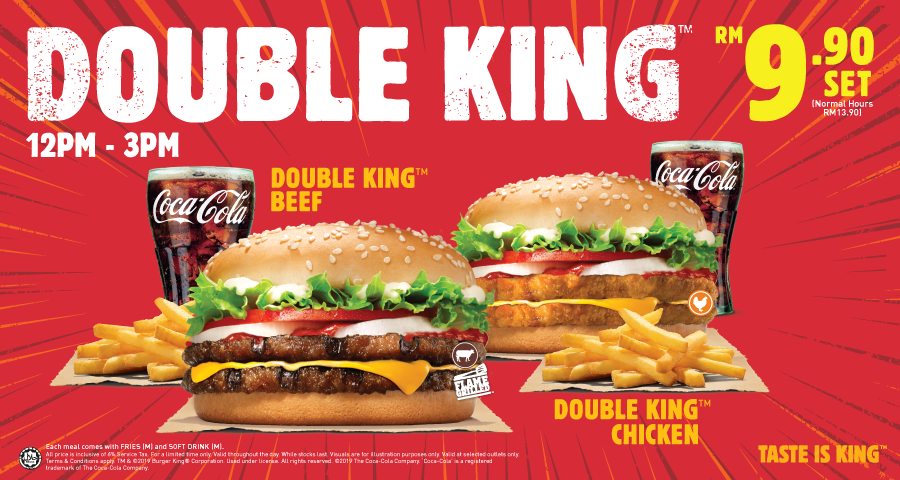 DOUBLE KING™
RM 9.90
SET
(Normal Hours
RM13.90)
12PM - 3PM
Coca-Cola
DOUBLE KING™
BEEF
Coca-Cola
FLAME
GRILLED
DOUBLE KING™
CHICKEN
TASTE IS KING™
Each meal comes with FRIES (M) and SOFT DRINK (M).
All price is inclusive of 6% Service Tax. For a limited time only. Valid throughout the day. While stocks last. Visuals are for illustration purposes only. Valid at selected outlets only.
Terms & Conditions apply. TM & ©2019 Burger King® Corporation. Used under license. All rights reserved. ©2019 The Coca-Cola Company. 'Coca-Cola' is a registered
trademark of The Coca-Cola Company.